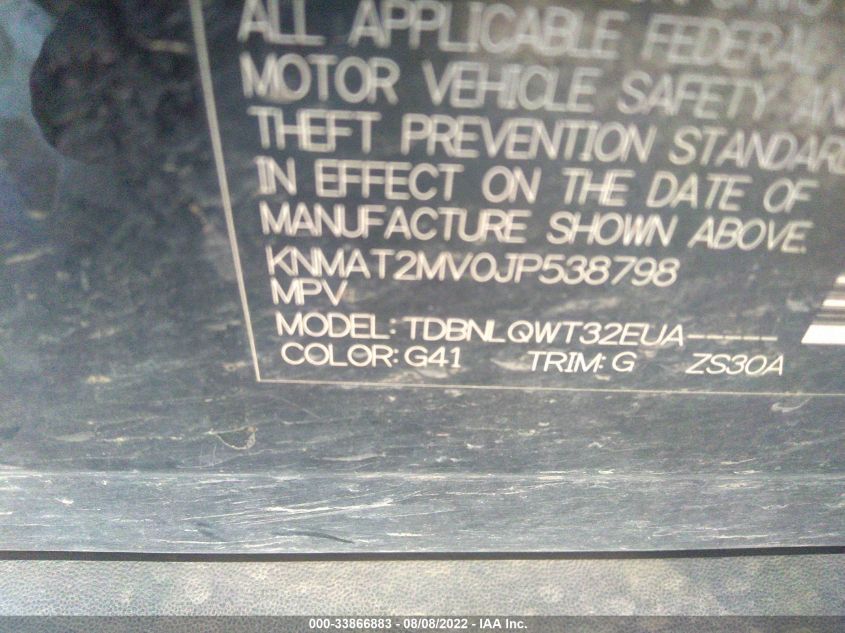 ALL APPLICABLE FEDERAL
MOTOR VEHICLE SAFETY AN
THEFT PREVENTION STANDARD
IN EFFECT ON THE DATE OF
MANUFACTURE SHOWN ABOVE.
KNMAT2MV0JP538798
MPV
MODEL: TDBNLQWT32EUA-----
COLOR: G41 TRIM: G ZS30A
000-33866883 - 08/08/2022 - IAA Inc.